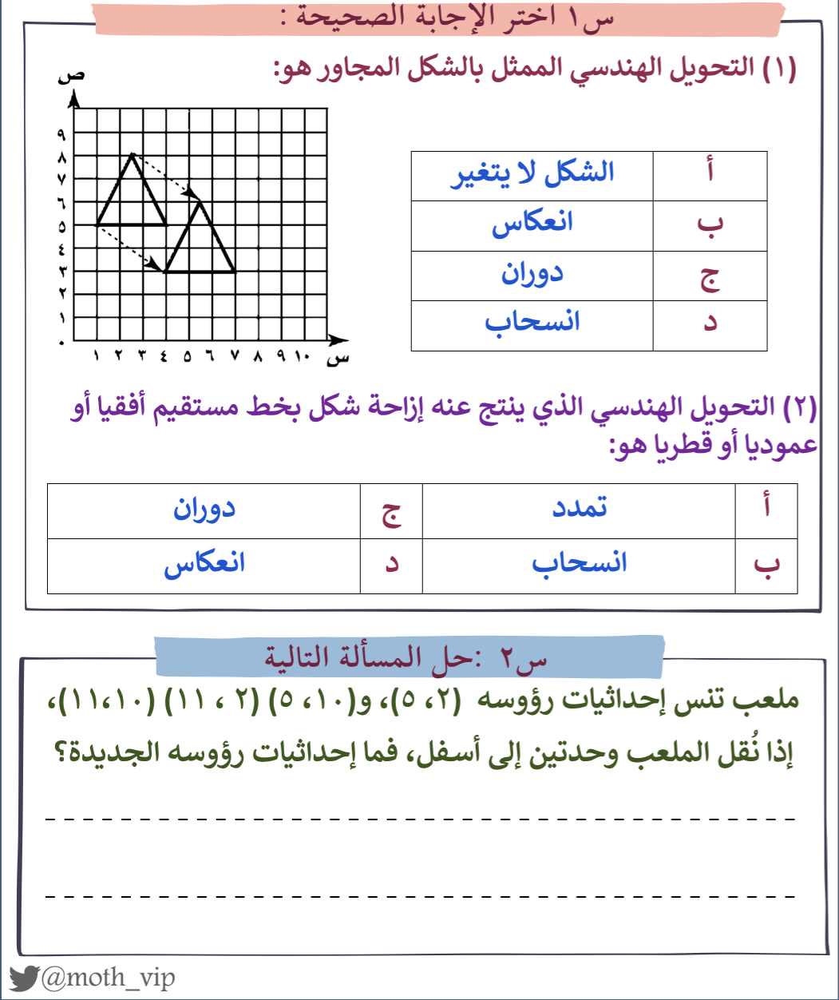 س١ اختر الإجابة الصحيحة :
(١) التحويل الهندسي الممثل بالشكل المجاور هو:
ص
٩
٨
٧
٦
٥
٤
٣
٢
١
٠
١ ٢ ٣ ٤ ٥ ٦ ٧ ٨ ٩ ١٠ س
أ الشكل لا يتغير
ب انعكاس
ج دوران
د انسحاب
(٢) التحويل الهندسي الذي ينتج عنه إزاحة شكل بخط مستقيم أفقيا أو
عموديا أو قطريا هو:
أ تمدد ج دوران
ب انسحاب د انعكاس
س٢ :حل المسألة التالية
ملعب تنس إحداثيات رؤوسه (٢، ٥)، و(١٠، ٥) (٢ ، ١١) (١١،١٠)،
إذا نُقل الملعب وحدتين إلى أسفل، فما إحداثيات رؤوسه الجديدة؟
@moth_vip